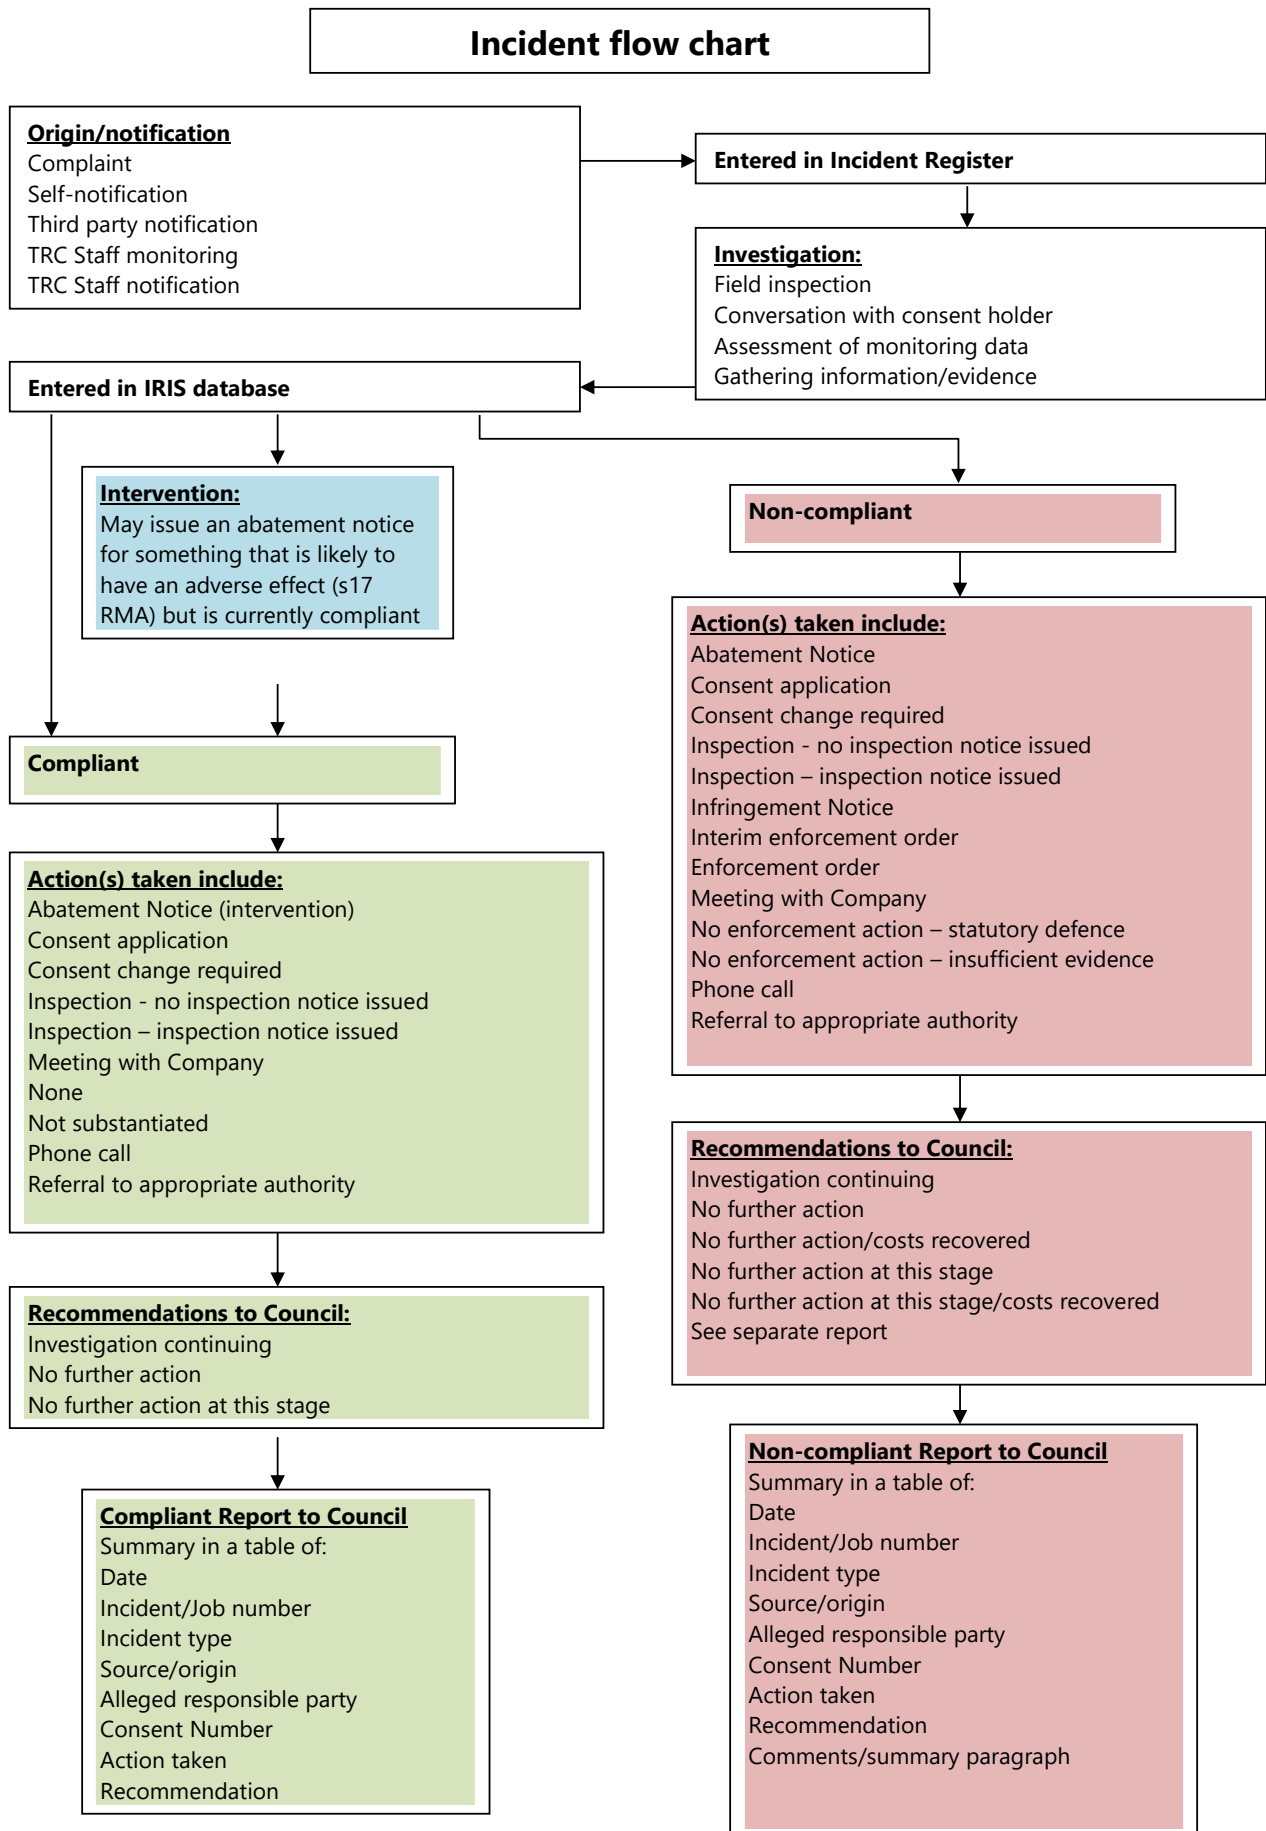 Incident flow chart
Origin/notification
Complaint
Self-notification
Third party notification
TRC Staff monitoring
TRC Staff notification
Entered in Incident Register
Investigation:
Field inspection
Conversation with consent holder
Assessment of monitoring data
Gathering information/evidence
Entered in IRIS database
Intervention:
May issue an abatement notice
for something that is likely to
have an adverse effect (s17
RMA) but is currently compliant
Compliant
Action(s) taken include:
Abatement Notice (intervention)
Consent application
Consent change required
Inspection - no inspection notice issued
Inspection – inspection notice issued
Meeting with Company
None
Not substantiated
Phone call
Referral to appropriate authority
Recommendations to Council:
Investigation continuing
No further action
No further action at this stage
Compliant Report to Council
Summary in a table of:
Date
Incident/Job number
Incident type
Source/origin
Alleged responsible party
Consent Number
Action taken
Recommendation
Non-compliant
Action(s) taken include:
Abatement Notice
Consent application
Consent change required
Inspection - no inspection notice issued
Inspection – inspection notice issued
Infringement Notice
Interim enforcement order
Enforcement order
Meeting with Company
No enforcement action – statutory defence
No enforcement action – insufficient evidence
Phone call
Referral to appropriate authority
Recommendations to Council:
Investigation continuing
No further action
No further action/costs recovered
No further action at this stage
No further action at this stage/costs recovered
See separate report
Non-compliant Report to Council
Summary in a table of:
Date
Incident/Job number
Incident type
Source/origin
Alleged responsible party
Consent Number
Action taken
Recommendation
Comments/summary paragraph